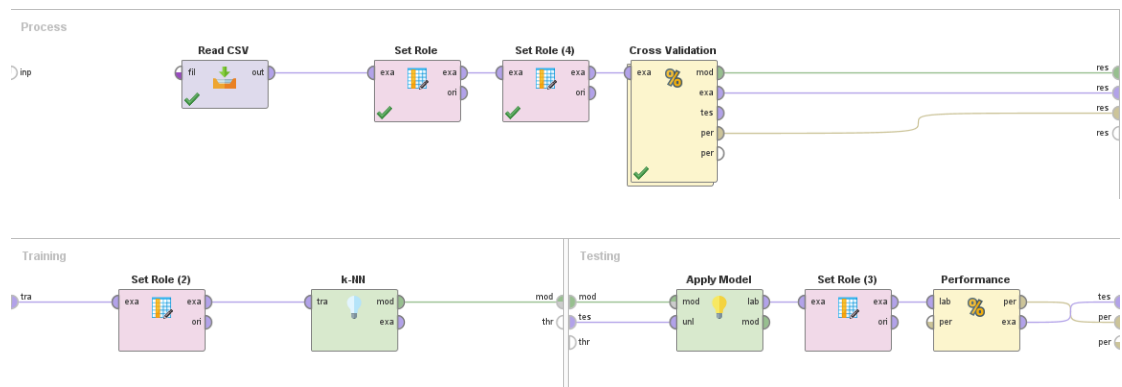 Process
Read CSV
Set Role
Set Role (4)
Cross Validation
inp
fil
out
exa
exa
ori
exa
exa
ori
exa
mod
exa
tes
per
per
res
res
res
res
Training
Testing
Set Role (2)
k-NN
Apply Model
Set Role (3)
Performance
tra
exa
exa
ori
tra
mod
exa
mod
thr
mod
tes
thr
mod
unl
lab
mod
exa
exa
ori
lab
per
per
exa
tes
per
per